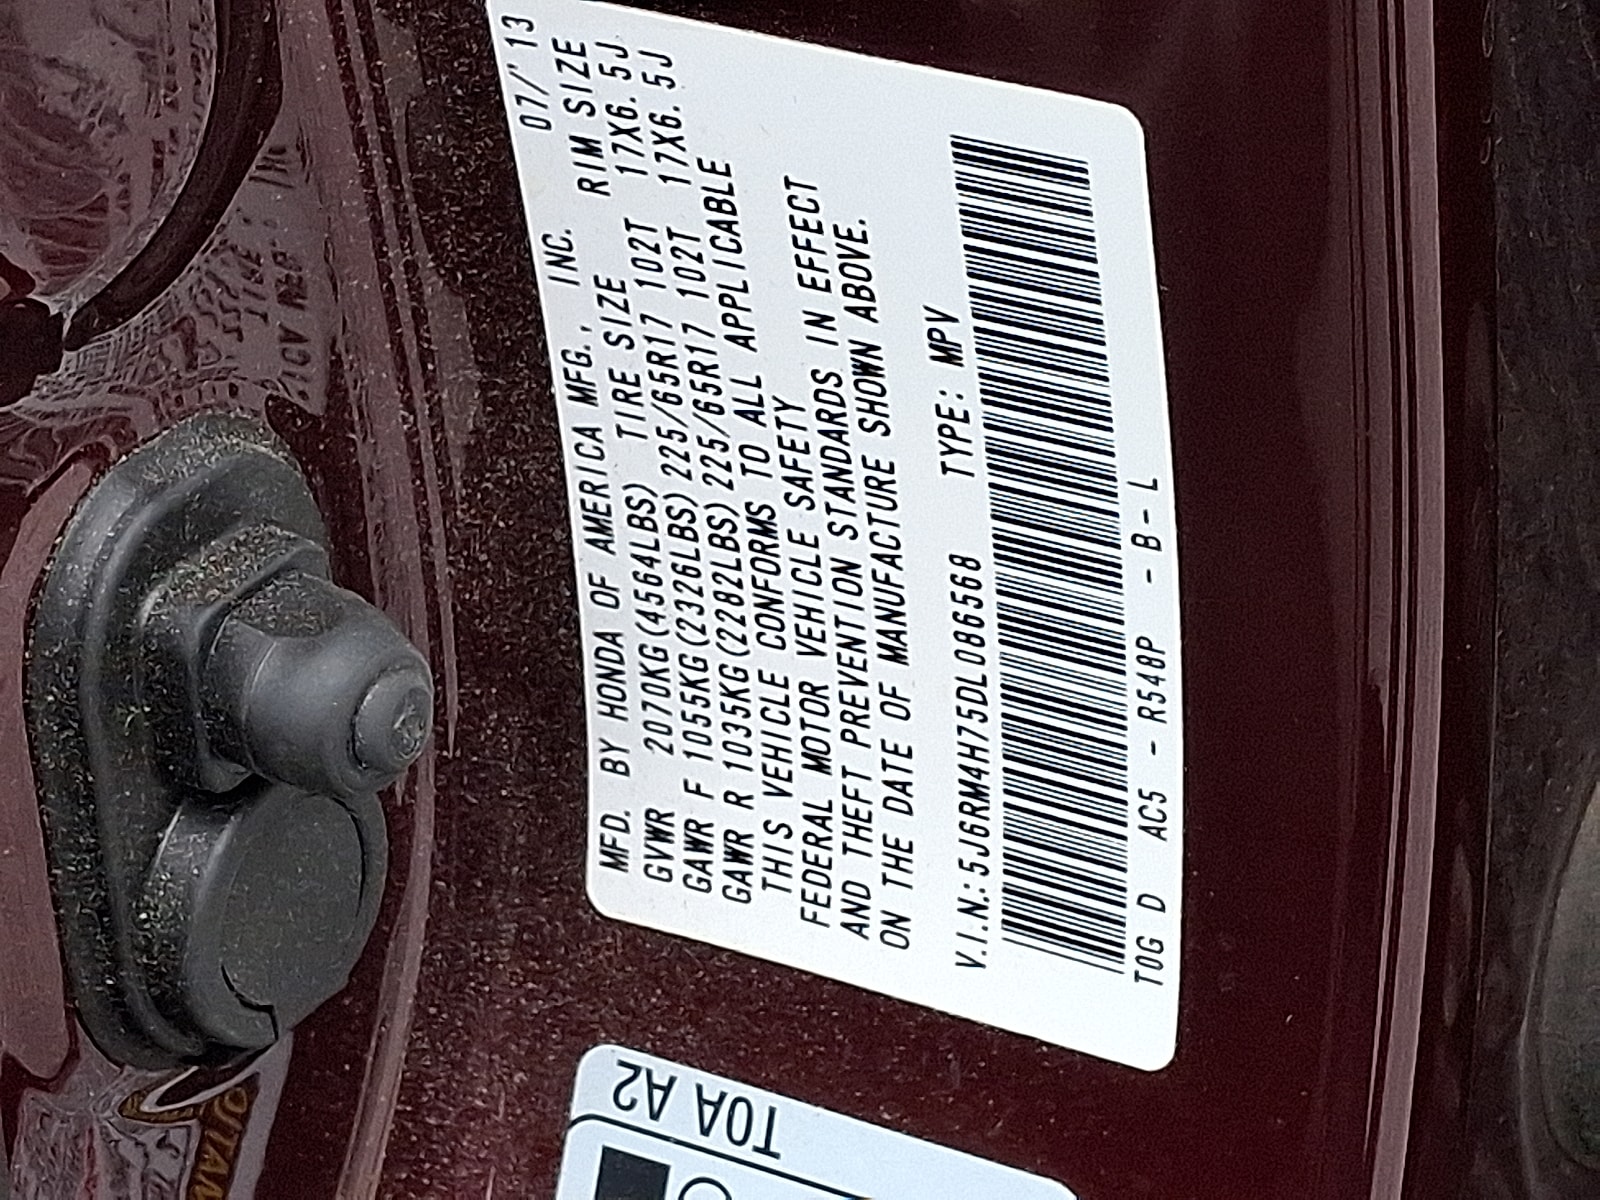 MFD. BY HONDA OF AMERICA MFG., INC. 07/'13
GVWR 2070KG(4564LBS) TIRE SIZE RIM SIZE
GAWR F 1055KG(2326LBS) 225/65R17 102T 17X6.5J
GAWR R 1035KG(2282LBS) 225/65R17 102T 17X6.5J
THIS VEHICLE CONFORMS TO ALL APPLICABLE
FEDERAL MOTOR VEHICLE SAFETY
AND THEFT PREVENTION STANDARDS IN EFFECT
ON THE DATE OF MANUFACTURE SHOWN ABOVE.
V.I.N.:5J6RM4H75DL086568 TYPE: MPV
T0G D AC5 - R548P - B-L
T0A A2